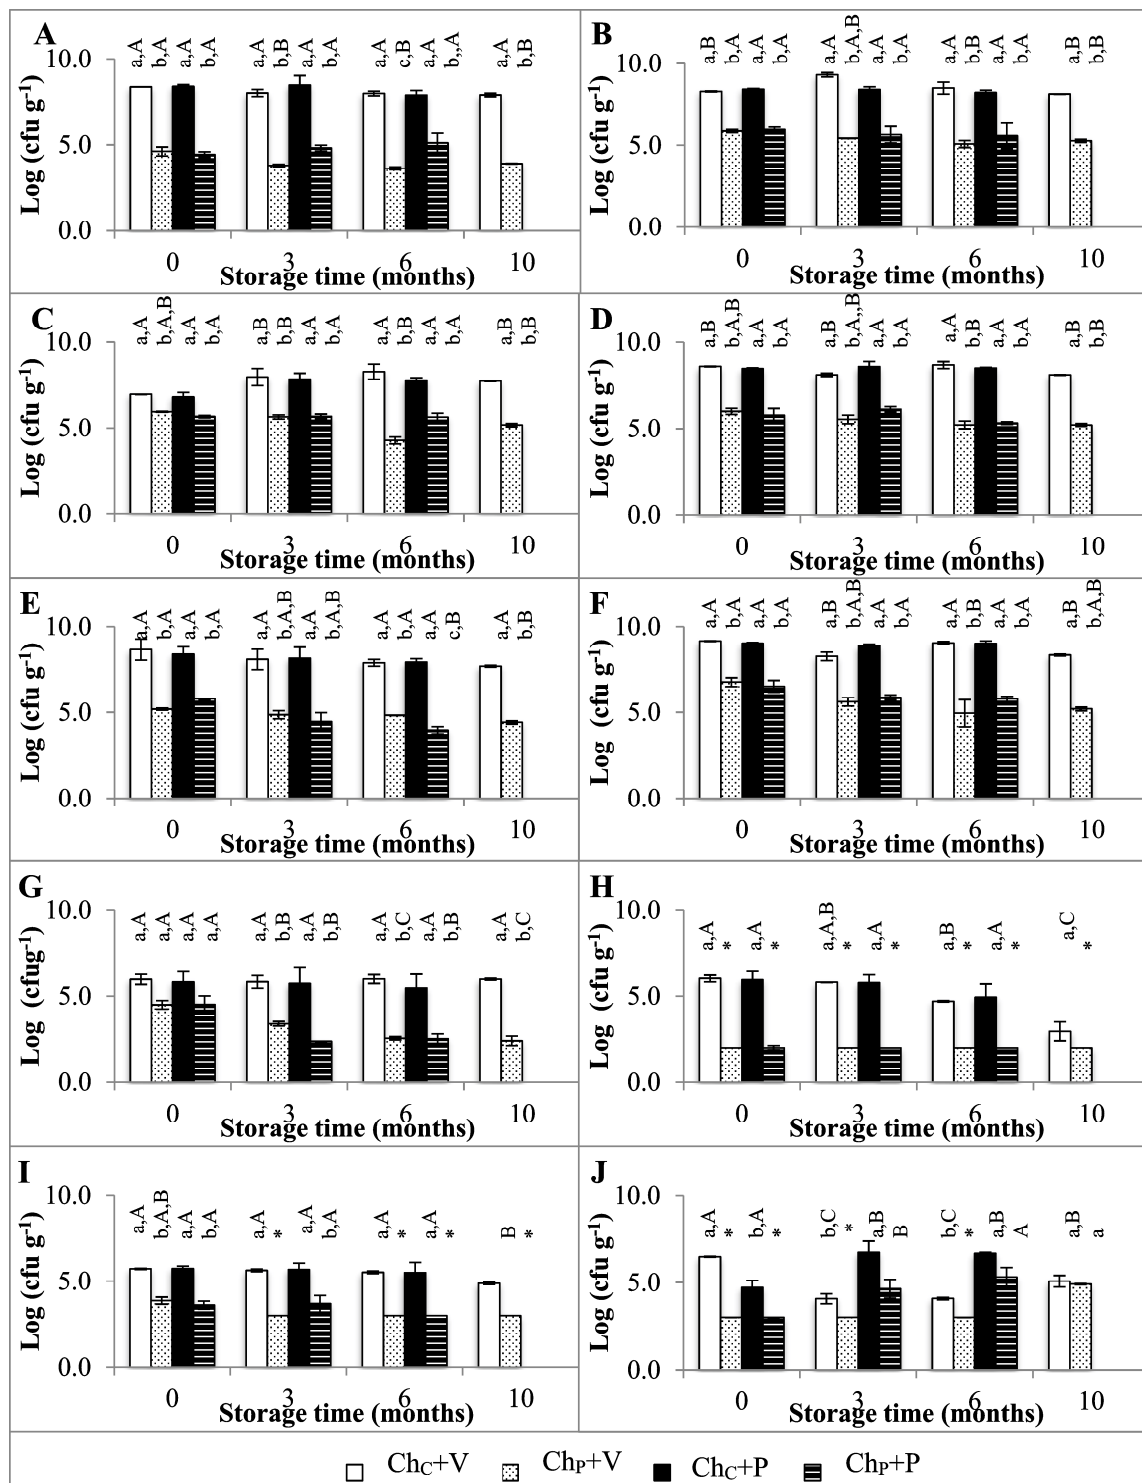 A
a,A b,A a,A b,A a,A b,B a,A b,A a,A c,B a,A b,,A a,A b,B
Log (cfu g-1)
10.0
5.0
0.0
0 3 6 10
Storage time (months)
B
a,B b,A a,A b,A a,A b,A,B a,A b,A a,A b,B a,A b,A a,B b,B
Log (cfu g-1)
10.0
5.0
0.0
0 3 6 10
Storage time (months)
C
a,A b,A,B a,A b,A a,B b,B a,A b,A a,A b,B a,A b,A a,B b,B
Log (cfu g-1)
10.0
5.0
0.0
0 3 6 10
Storage time (months)
D
a,B b,A,B a,A b,A a,B b,A,,B a,A b,A a,A b,B a,A b,A a,B b,B
Log (cfu g-1)
10.0
5.0
0.0
0 3 6 10
Storage time (months)
E
a,A b,A a,A b,A a,A b,A,B a,A b,A,B a,A b,A a,A c,B a,A b,B
Log (cfu g-1)
10.0
5.0
0.0
0 3 6 10
Storage time (months)
F
a,A b,A a,A b,A a,B b,A,B a,A b,A a,A b,B a,A b,A a,B b,A,B
Log (cfu g-1)
10.0
5.0
0.0
0 3 6 10
Storage time (months)
G
a,A a,A a,A a,A a,A b,B a,A b,B a,A b,C a,A b,B a,A b,C
Log (cfug-1)
10.0
5.0
0.0
0 3 6 10
Storage time (months)
H
a,A * a,A * a,A,B * a,A * a,B * a,A * a,C *
Log (cfu g-1)
10.0
5.0
0.0
0 3 6 10
Storage time (months)
I
a,A b,A,B a,A b,A a,A * a,A b,A a,A * a,A * B *
Log (cfu g-1)
10.0
5.0
0.0
0 3 6 10
Storage time (months)
J
a,A * b,A * b,C * a,B B b,C * a,B A a,B a
Log (cfu g-1)
10.0
5.0
0.0
0 3 6 10
Storage time (months)
ChC+V ChP+V ChC+P ChP+P